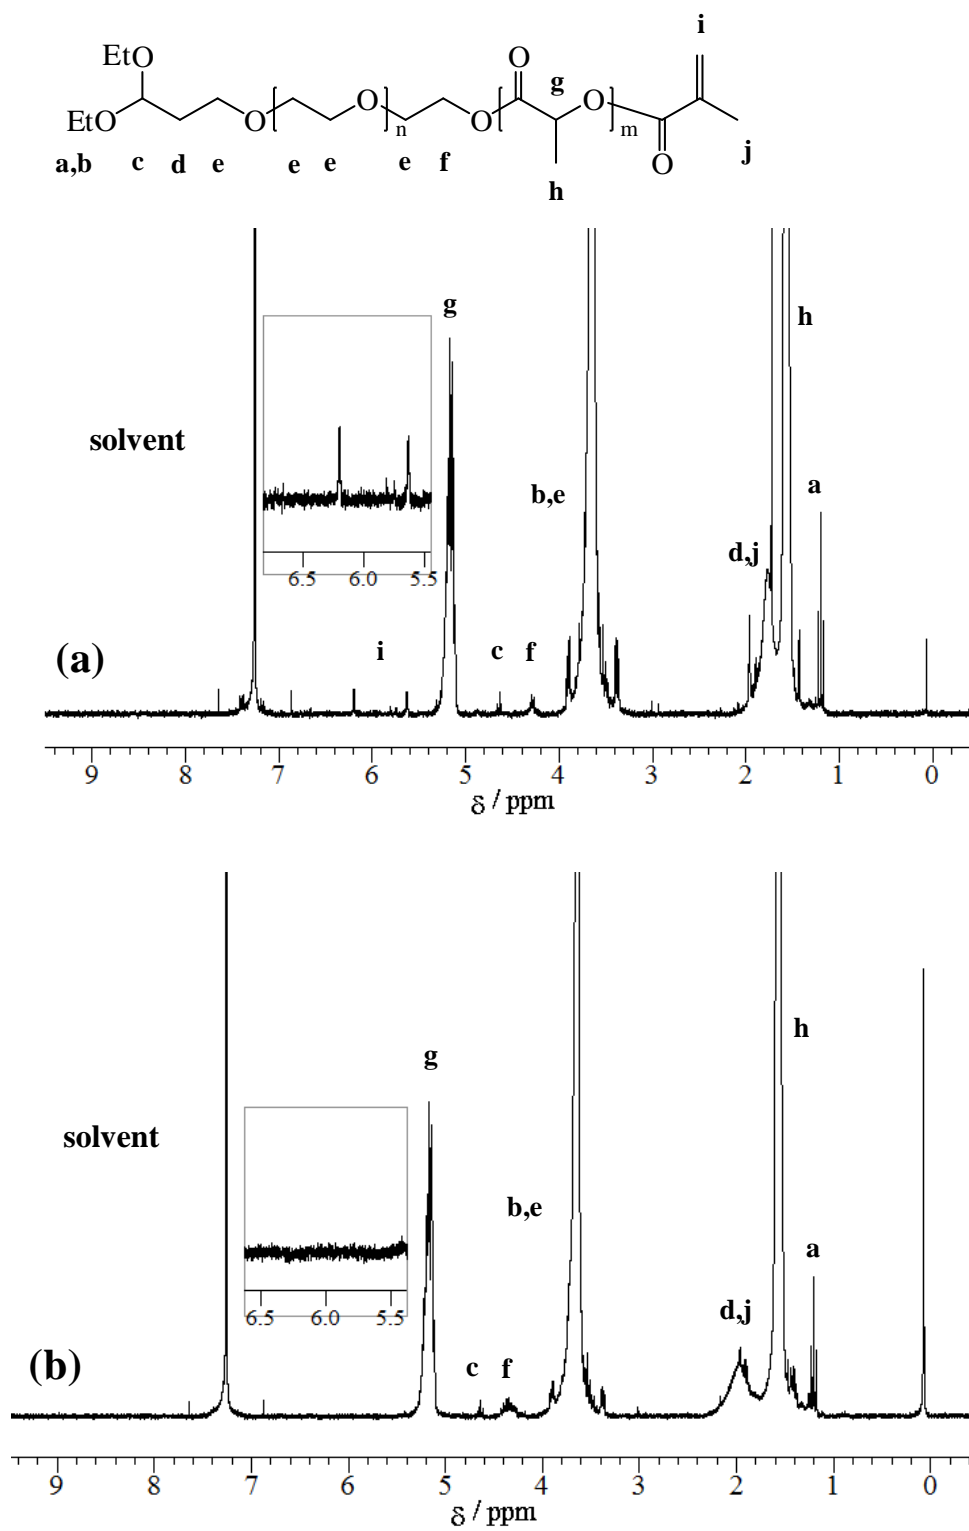 i
EtO
O
g
EtO
O
O
n
O
O
m
O
a,b c d e e e e f j
h
g
h
solvent
a
b,e
d,j
6.5 6.0 5.5
(a)
i c f
9 8 7 6 5 4 3 2 1 0
δ / ppm
h
g
solvent
b,e
a
d,j
6.5 6.0 5.5
(b)
c f
9 8 7 6 5 4 3 2 1 0
δ / ppm